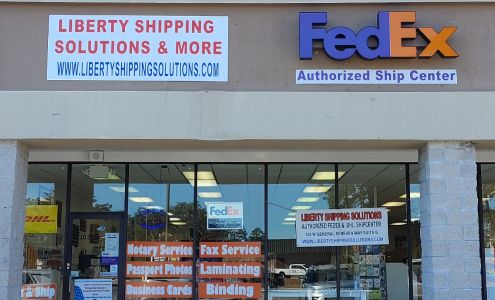 LIBERTY SHIPPING
SOLUTIONS & MORE
WWW.LIBERTYSHIPPINGSOLUTIONS.COM
FedEx
Authorized Ship Center
DHL
FedEx
Notary Service
Passport Photos
Business Cards
Fax Service
Laminating
Binding
LIBERTY SHIPPING SOLUTIONS
AUTHORIZED FEDEX & DHL SHIPCENTER
WWW.LIBERTYSHIPPINGSOLUTIONS.COM
& Ship